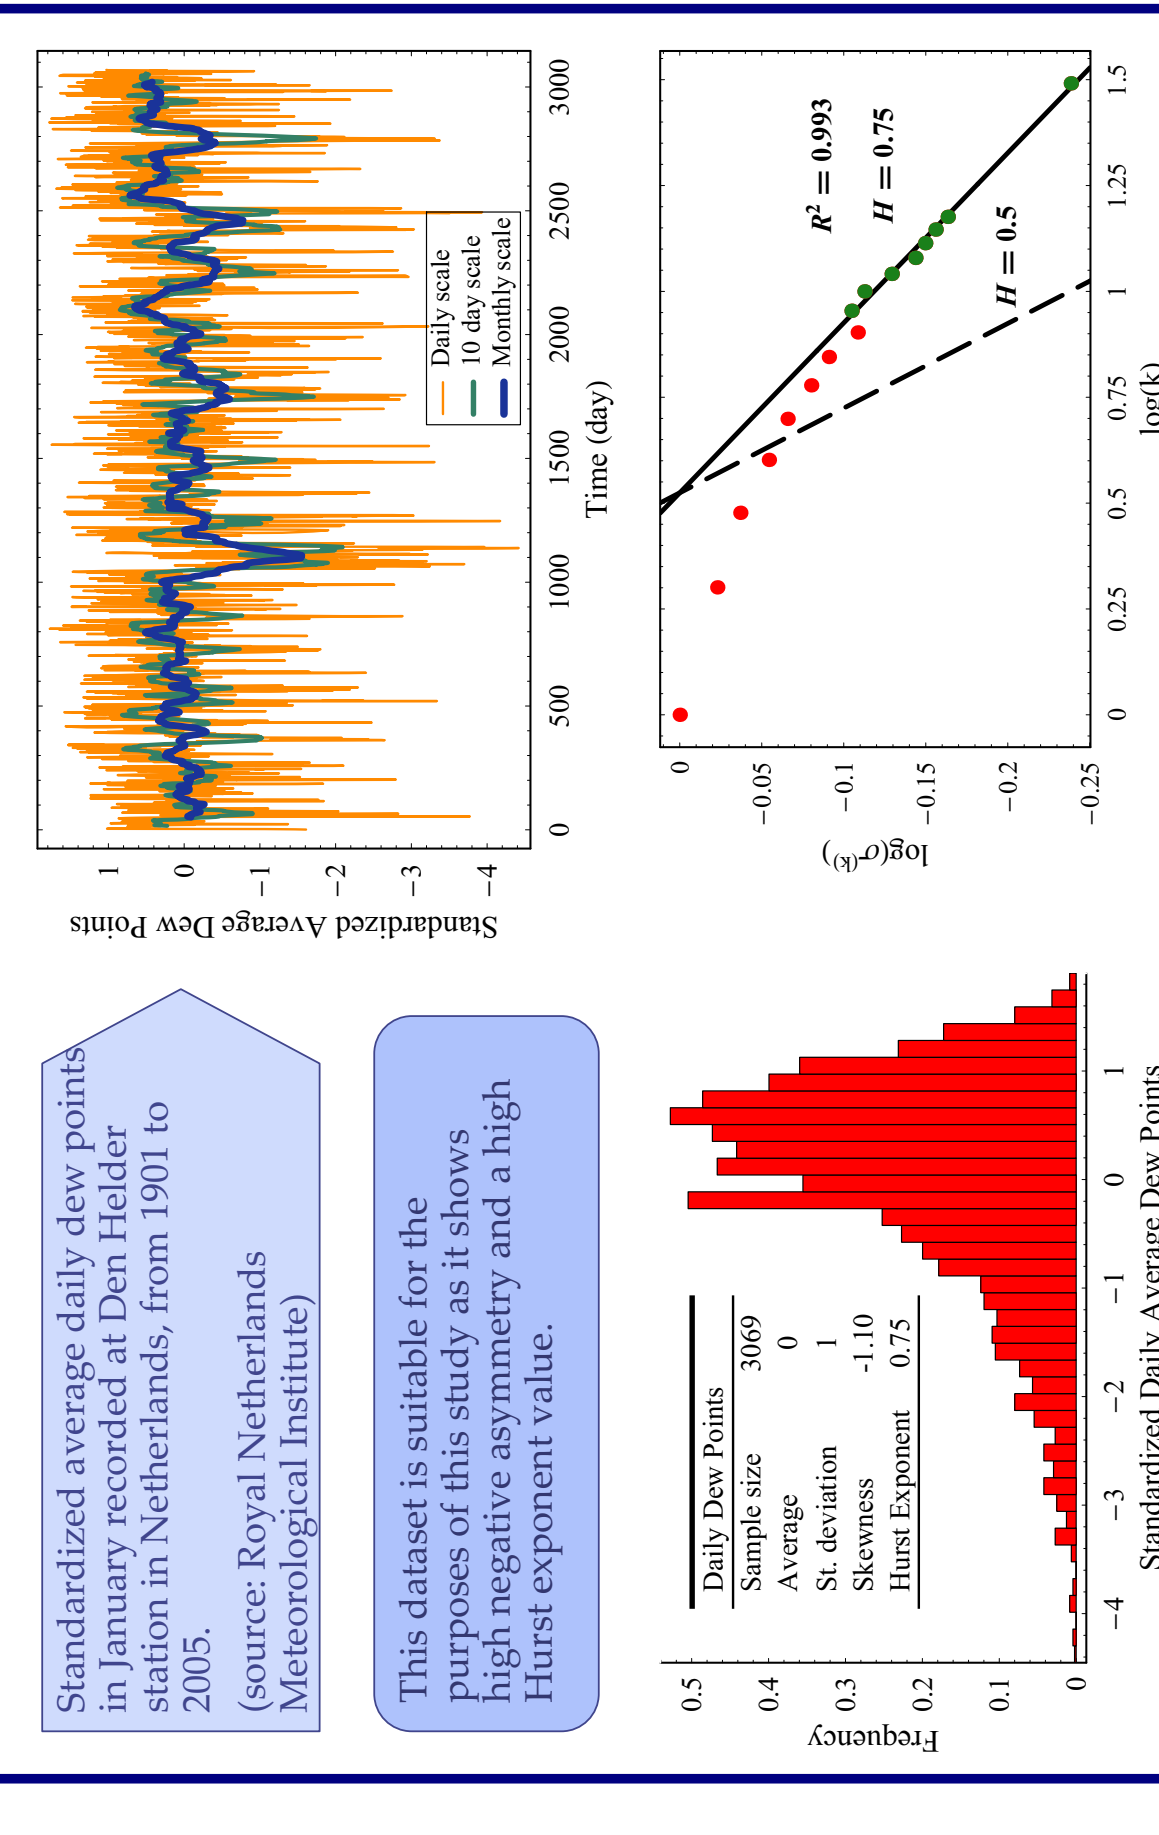 Standardized average daily dew points
in January recorded at Den Helder
station in Netherlands, from 1901 to
2005.
(source: Royal Netherlands
Meteorological Institute)
This dataset is suitable for the
purposes of this study as it shows
high negative asymmetry and a high
Hurst exponent value.
Standardized Average Dew Points
1
0
−1
−2
−3
−4
0 500 1000 1500 2000 2500 3000
Time (day)
Daily scale
10 day scale
Monthly scale
Frequency
0.5
0.4
0.3
0.2
0.1
0
−4 −3 −2 −1 0 1
Standardized Daily Average Dew Points
Daily Dew Points
Sample size 3069
Average 0
St. deviation 1
Skewness -1.10
Hurst Exponent 0.75
log(σ(k))
0
−0.05
−0.1
−0.15
−0.2
−0.25
0 0.25 0.5 0.75 1 1.25 1.5
log(k)
R² = 0.993
H = 0.75
H = 0.5